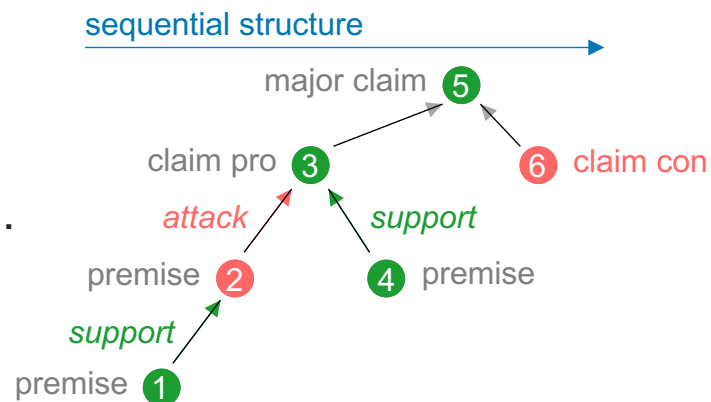 sequential structure
major claim 5
claim pro 3
6 claim con
attack
support
.
premise 2
4 premise
support
premise 1